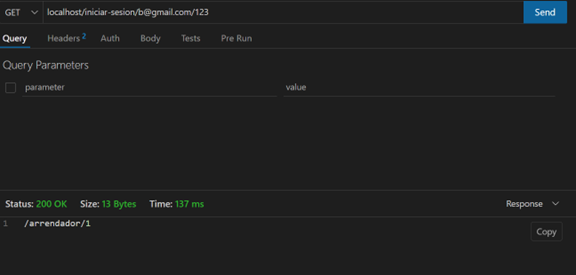 GET localhost/iniciar-sesion/b@gmail.com/123 Send
Query Headers 2 Auth Body Tests Pre Run
Query Parameters
parameter value
Status: 200 OK Size: 13 Bytes Time: 137 ms Response
1 /arrendador/1
Copy